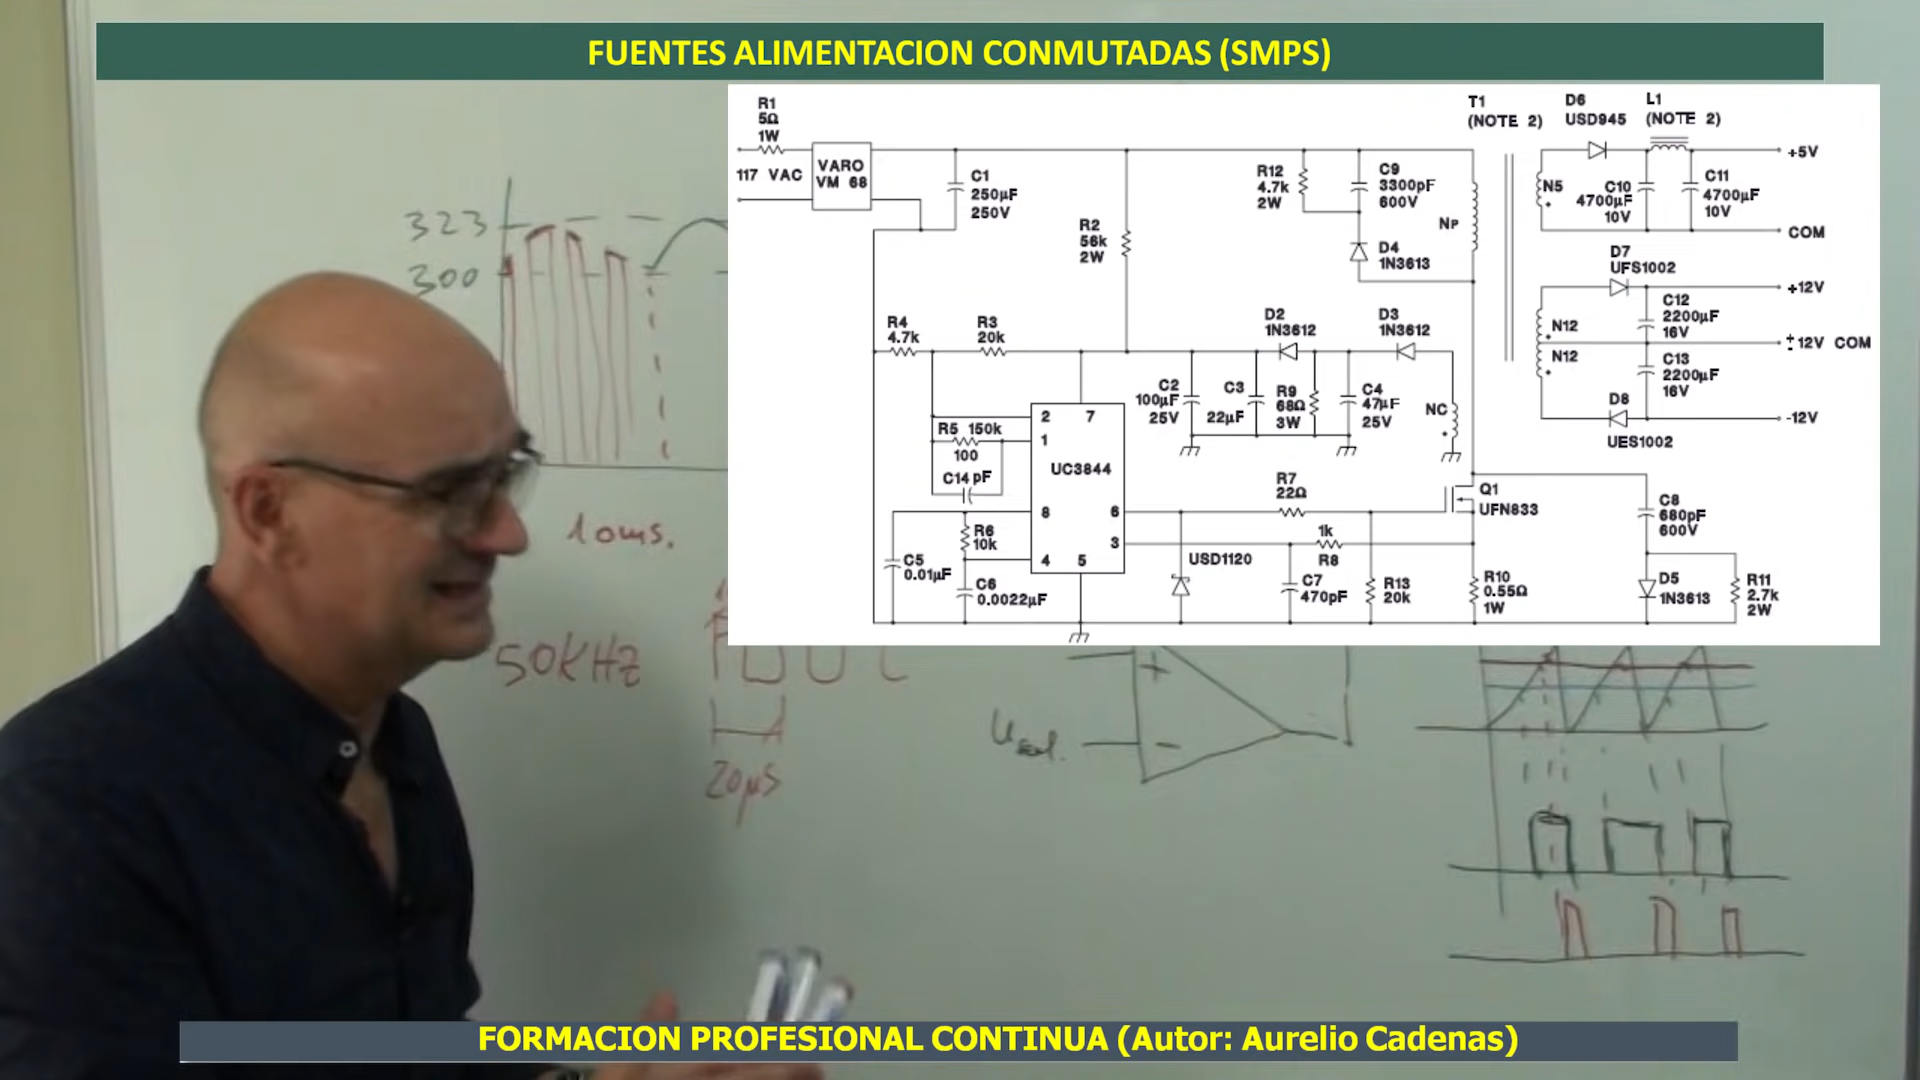 FUENTES ALIMENTACION CONMUTADAS (SMPS)
R1
5Ω
1W
117 VAC
VARO
VM 68
C1
250µF
250V
R2
56k
2W
R12
4.7k
2W
C9
3300pF
600V
D4
1N3613
T1
(NOTE 2)
NP
D6
USD945
L1
(NOTE 2)
+5V
N5
C10
4700µF
10V
C11
4700µF
10V
COM
D7
UFS1002
+12V
N12
C12
2200µF
16V
±12V COM
N12
C13
2200µF
16V
D8
UES1002
-12V
R4
4.7k
R3
20k
D2
1N3612
D3
1N3612
C2
100µF
25V
C3
22µF
R9
68Ω
3W
C4
47µF
25V
NC
2 7
R5 150k
1
100
C14 pF
UC3844
8 6
R6
10k
3
4 5
C5
0.01µF
C6
0.0022µF
R7
22Ω
Q1
UFN833
1k
R8
USD1120
C7
470pF
R13
20k
R10
0.55Ω
1W
C8
680pF
600V
D5
1N3613
R11
2.7k
2W
323
300
10ms.
50KHz
20µS
+
-
FORMACION PROFESIONAL CONTINUA (Autor: Aurelio Cadenas)